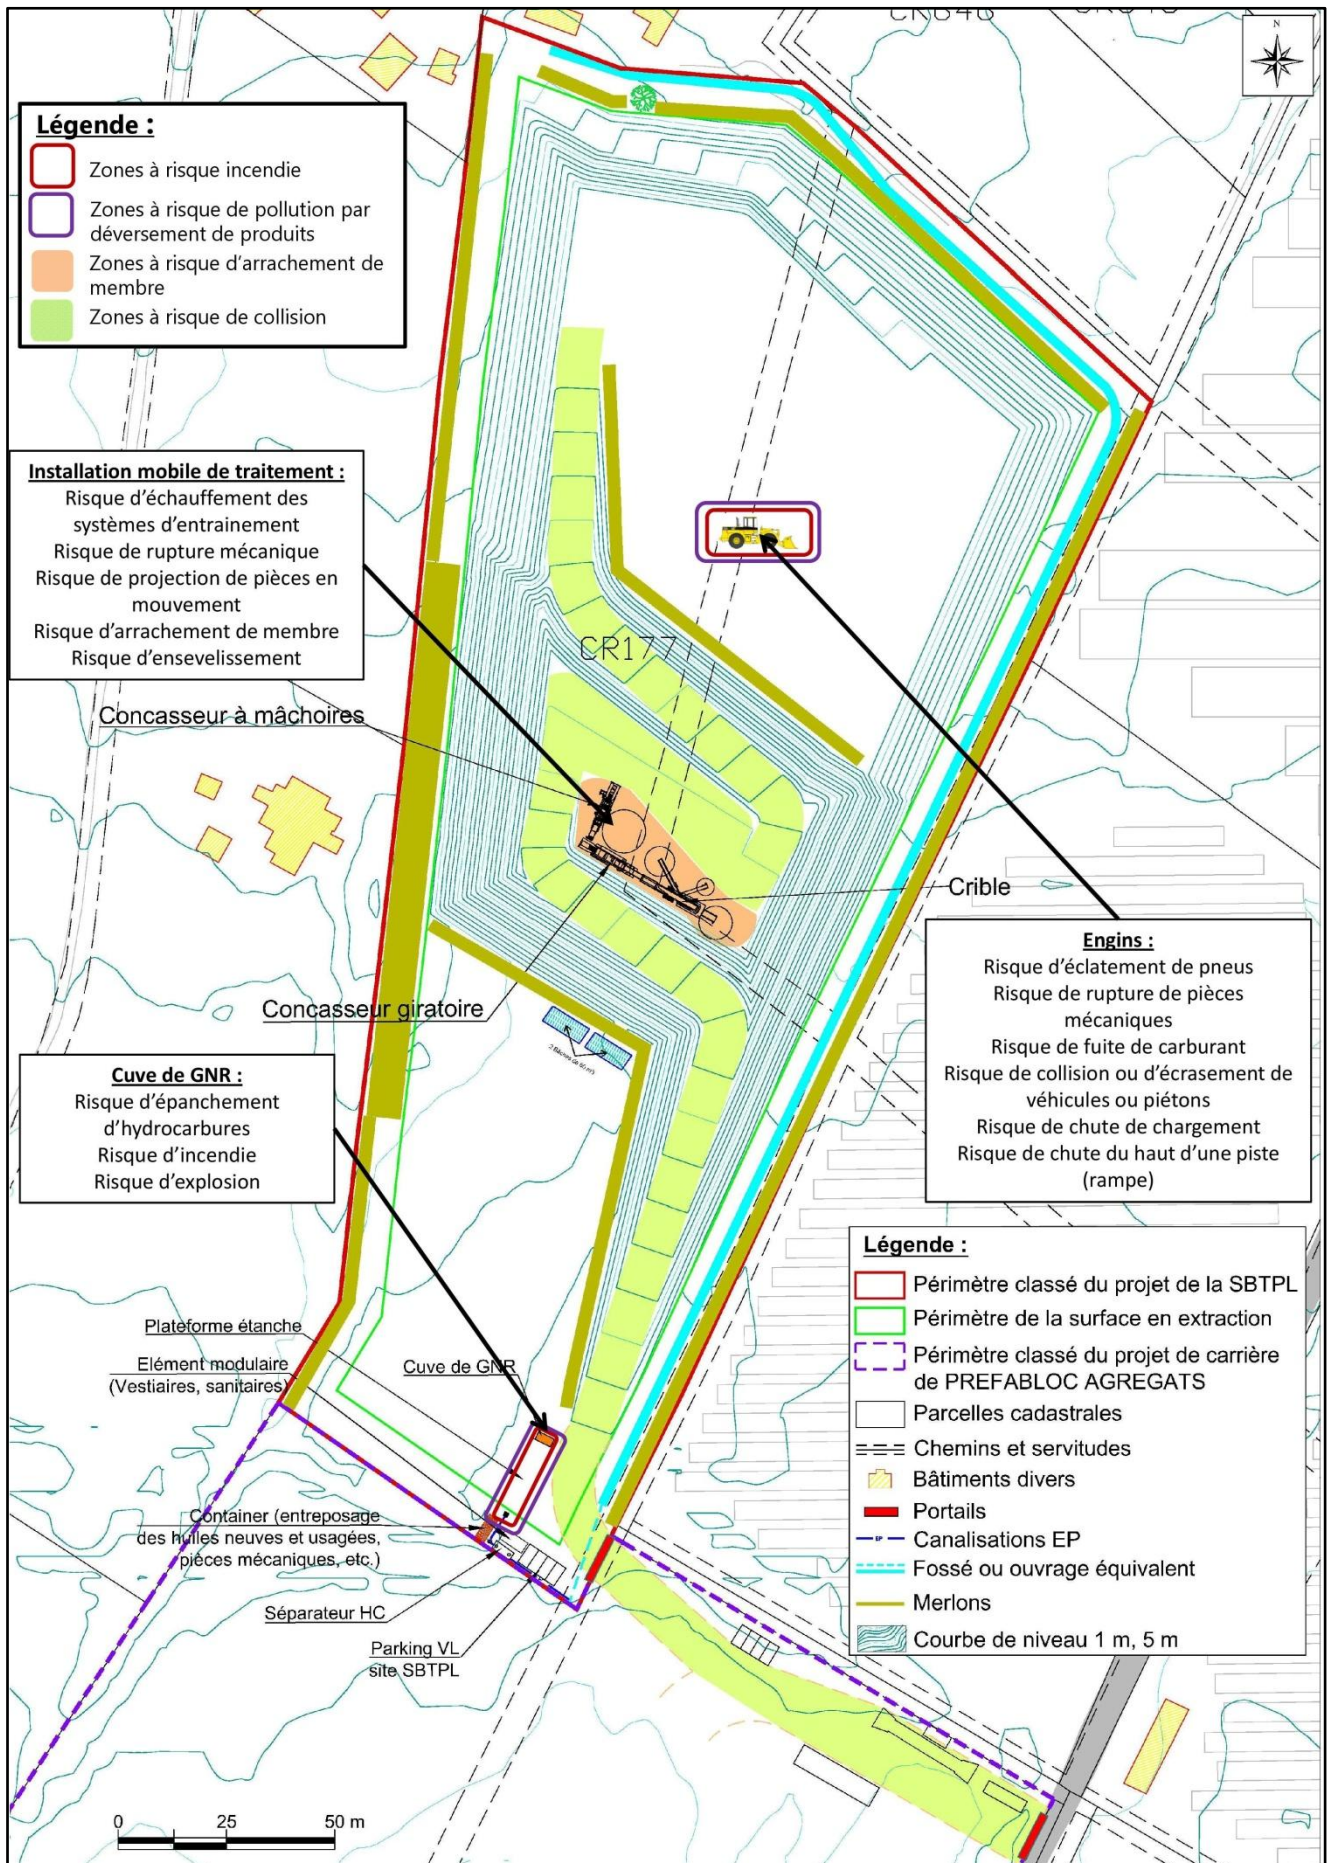 N
Légende :
Zones à risque incendie
Zones à risque de pollution par
déversement de produits
Zones à risque d'arrachement de
membre
Zones à risque de collision
Installation mobile de traitement :
Risque d'échauffement des
systèmes d'entrainement
Risque de rupture mécanique
Risque de projection de pièces en
mouvement
Risque d'arrachement de membre
Risque d'ensevelissement
CR177
Concasseur à mâchoires
Crible
Concasseur giratoire
Engins :
Risque d'éclatement de pneus
Risque de rupture de pièces
mécaniques
Risque de fuite de carburant
Risque de collision ou d'écrasement de
véhicules ou piétons
Risque de chute de chargement
Risque de chute du haut d'une piste
(rampe)
Cuve de GNR :
Risque d'épanchement
d'hydrocarbures
Risque d'incendie
Risque d'explosion
Plateforme étanche
Elément modulaire
(Vestiaires, sanitaires)
Cuve de GNR
Container (entreposage
des huiles neuves et usagées,
pièces mécaniques, etc.)
Séparateur HC
Parking VL
site SBTPL
Légende :
Périmètre classé du projet de la SBTPL
Périmètre de la surface en extraction
Périmètre classé du projet de carrière
de PREFABLOC AGREGATS
Parcelles cadastrales
Chemins et servitudes
Bâtiments divers
Portails
EP Canalisations EP
Fossé ou ouvrage équivalent
Merlons
Courbe de niveau 1 m, 5 m
0 25 50 m